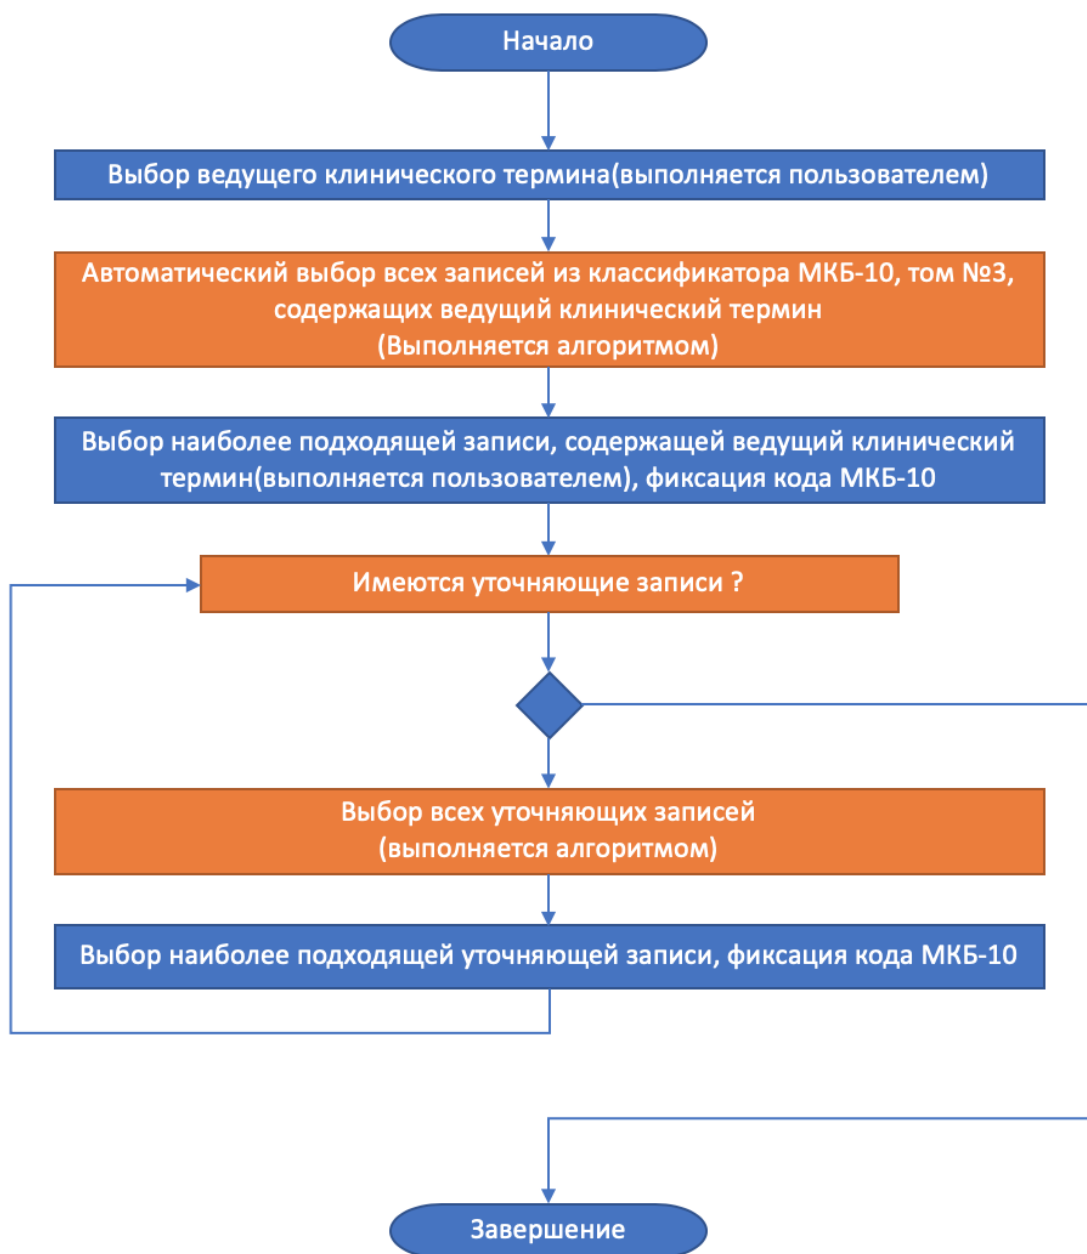 Начало
Выбор ведущего клинического термина(выполняется пользователем)
Автоматический выбор всех записей из классификатора МКБ-10, том №3,
содержащих ведущий клинический термин
(Выполняется алгоритмом)
Выбор наиболее подходящей записи, содержащей ведущий клинический
термин(выполняется пользователем), фиксация кода МКБ-10
Имеются уточняющие записи ?
Выбор всех уточняющих записей
(выполняется алгоритмом)
Выбор наиболее подходящей уточняющей записи, фиксация кода МКБ-10
Завершение